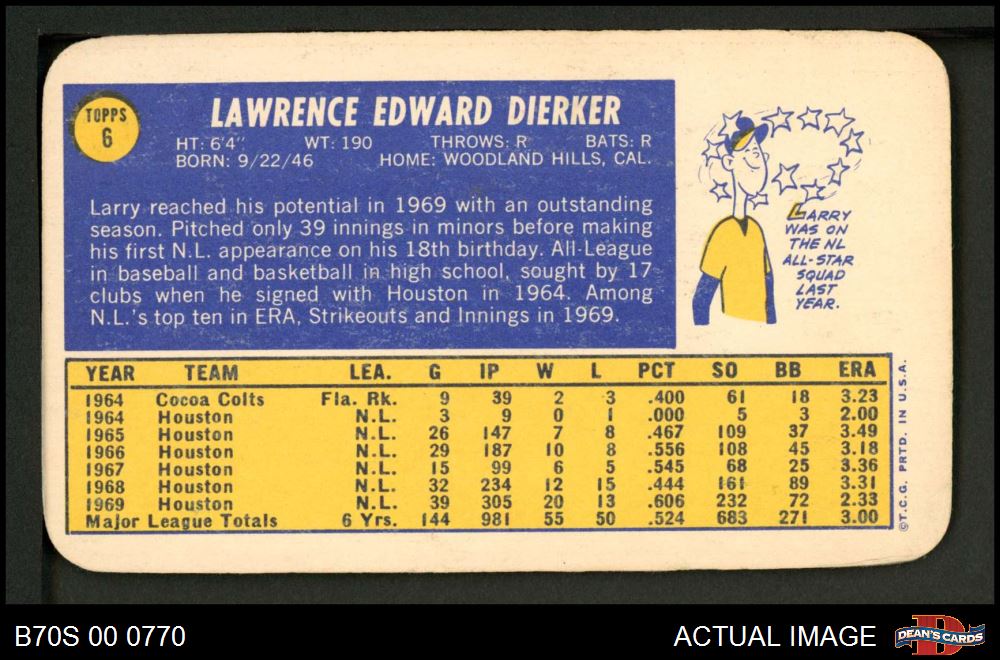 TOPPS
6
LAWRENCE EDWARD DIERKER
HT: 6'4" WT: 190 THROWS: R BATS: R
BORN: 9/22/46 HOME: WOODLAND HILLS, CAL.
Larry reached his potential in 1969 with an outstanding
season. Pitched only 39 innings in minors before making
his first N.L. appearance on his 18th birthday. All-League
in baseball and basketball in high school, sought by 17
clubs when he signed with Houston in 1964. Among
N.L.'s top ten in ERA, Strikeouts and Innings in 1969.
LARRY
WAS ON
THE NL
ALL-STAR
SQUAD
LAST
YEAR.
YEAR TEAM LEA. G IP W L PCT SO BB ERA
1964 Cocoa Colts Fla. Rk. 9 39 2 3 .400 61 18 3.23
1964 Houston N.L. 3 9 0 1 .000 5 3 2.00
1965 Houston N.L. 26 147 7 8 .467 109 37 3.49
1966 Houston N.L. 29 187 10 8 .556 108 45 3.18
1967 Houston N.L. 15 99 6 5 .545 68 25 3.36
1968 Houston N.L. 32 234 12 15 .444 161 89 3.31
1969 Houston N.L. 39 305 20 13 .606 232 72 2.33
Major League Totals 6 Yrs. 144 981 55 50 .524 683 271 3.00
©T.C.G. PRTD. IN U.S.A.
B70S 00 0770
ACTUAL IMAGE
D
DEAN'S CARDS